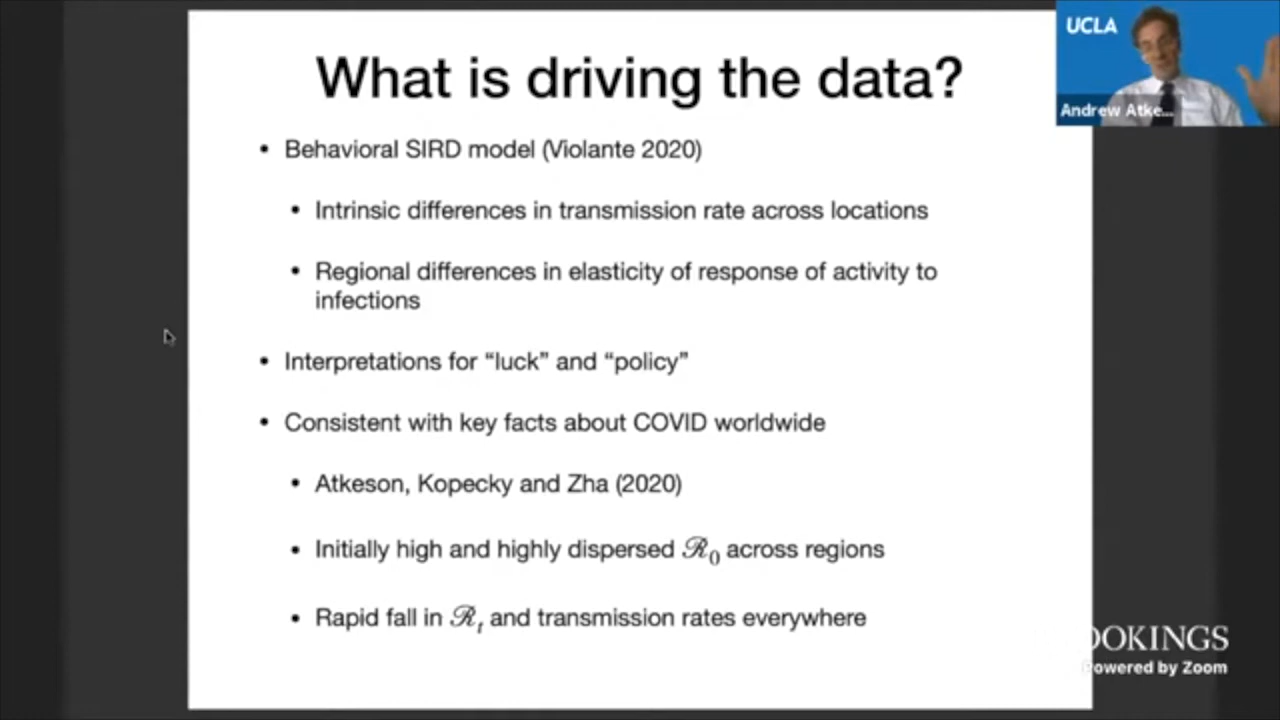 What is driving the data?
UCLA
Andrew Atke...
• Behavioral SIRD model (Violante 2020)
• Intrinsic differences in transmission rate across locations
• Regional differences in elasticity of response of activity to
infections
• Interpretations for “luck” and “policy”
• Consistent with key facts about COVID worldwide
• Atkeson, Kopecky and Zha (2020)
• Initially high and highly dispersed ℛ₀ across regions
• Rapid fall in ℛₜ and transmission rates everywhere
OOKINGS
Powered by Zoom